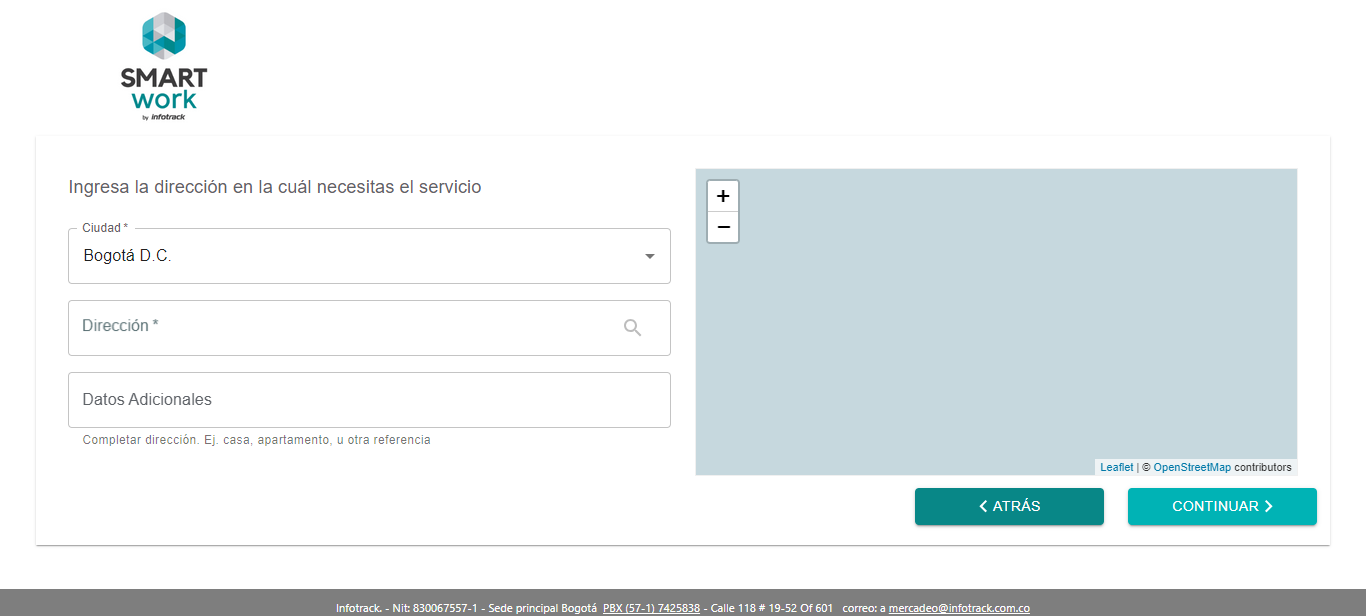 SMART
work
by infotrack
Ingresa la dirección en la cuál necesitas el servicio
Ciudad *
Bogotá D.C.
Dirección *
Datos Adicionales
Completar dirección. Ej. casa, apartamento, u otra referencia
+
−
Leaflet | © OpenStreetMap contributors
ATRÁS
CONTINUAR
Infotrack. - Nit: 830067557-1 - Sede principal Bogotá PBX (57-1) 7425838 - Calle 118 # 19-52 Of 601 correo: a mercadeo@infotrack.com.co